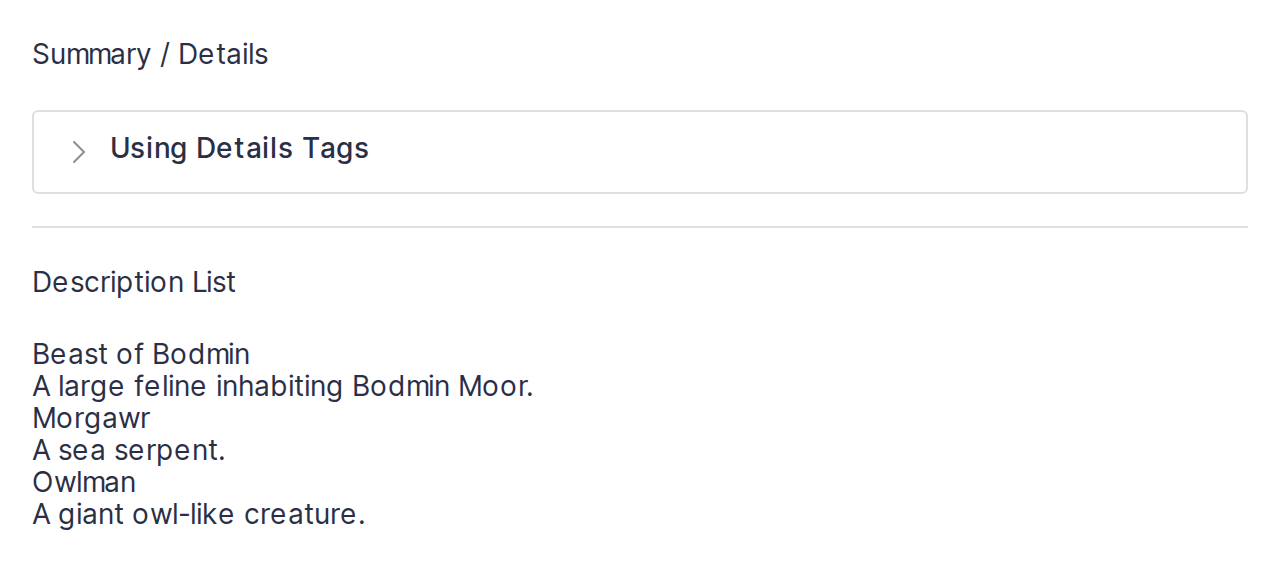 Summary / Details
Using Details Tags
Description List
Beast of Bodmin
A large feline inhabiting Bodmin Moor.
Morgawr
A sea serpent.
Owlman
A giant owl-like creature.